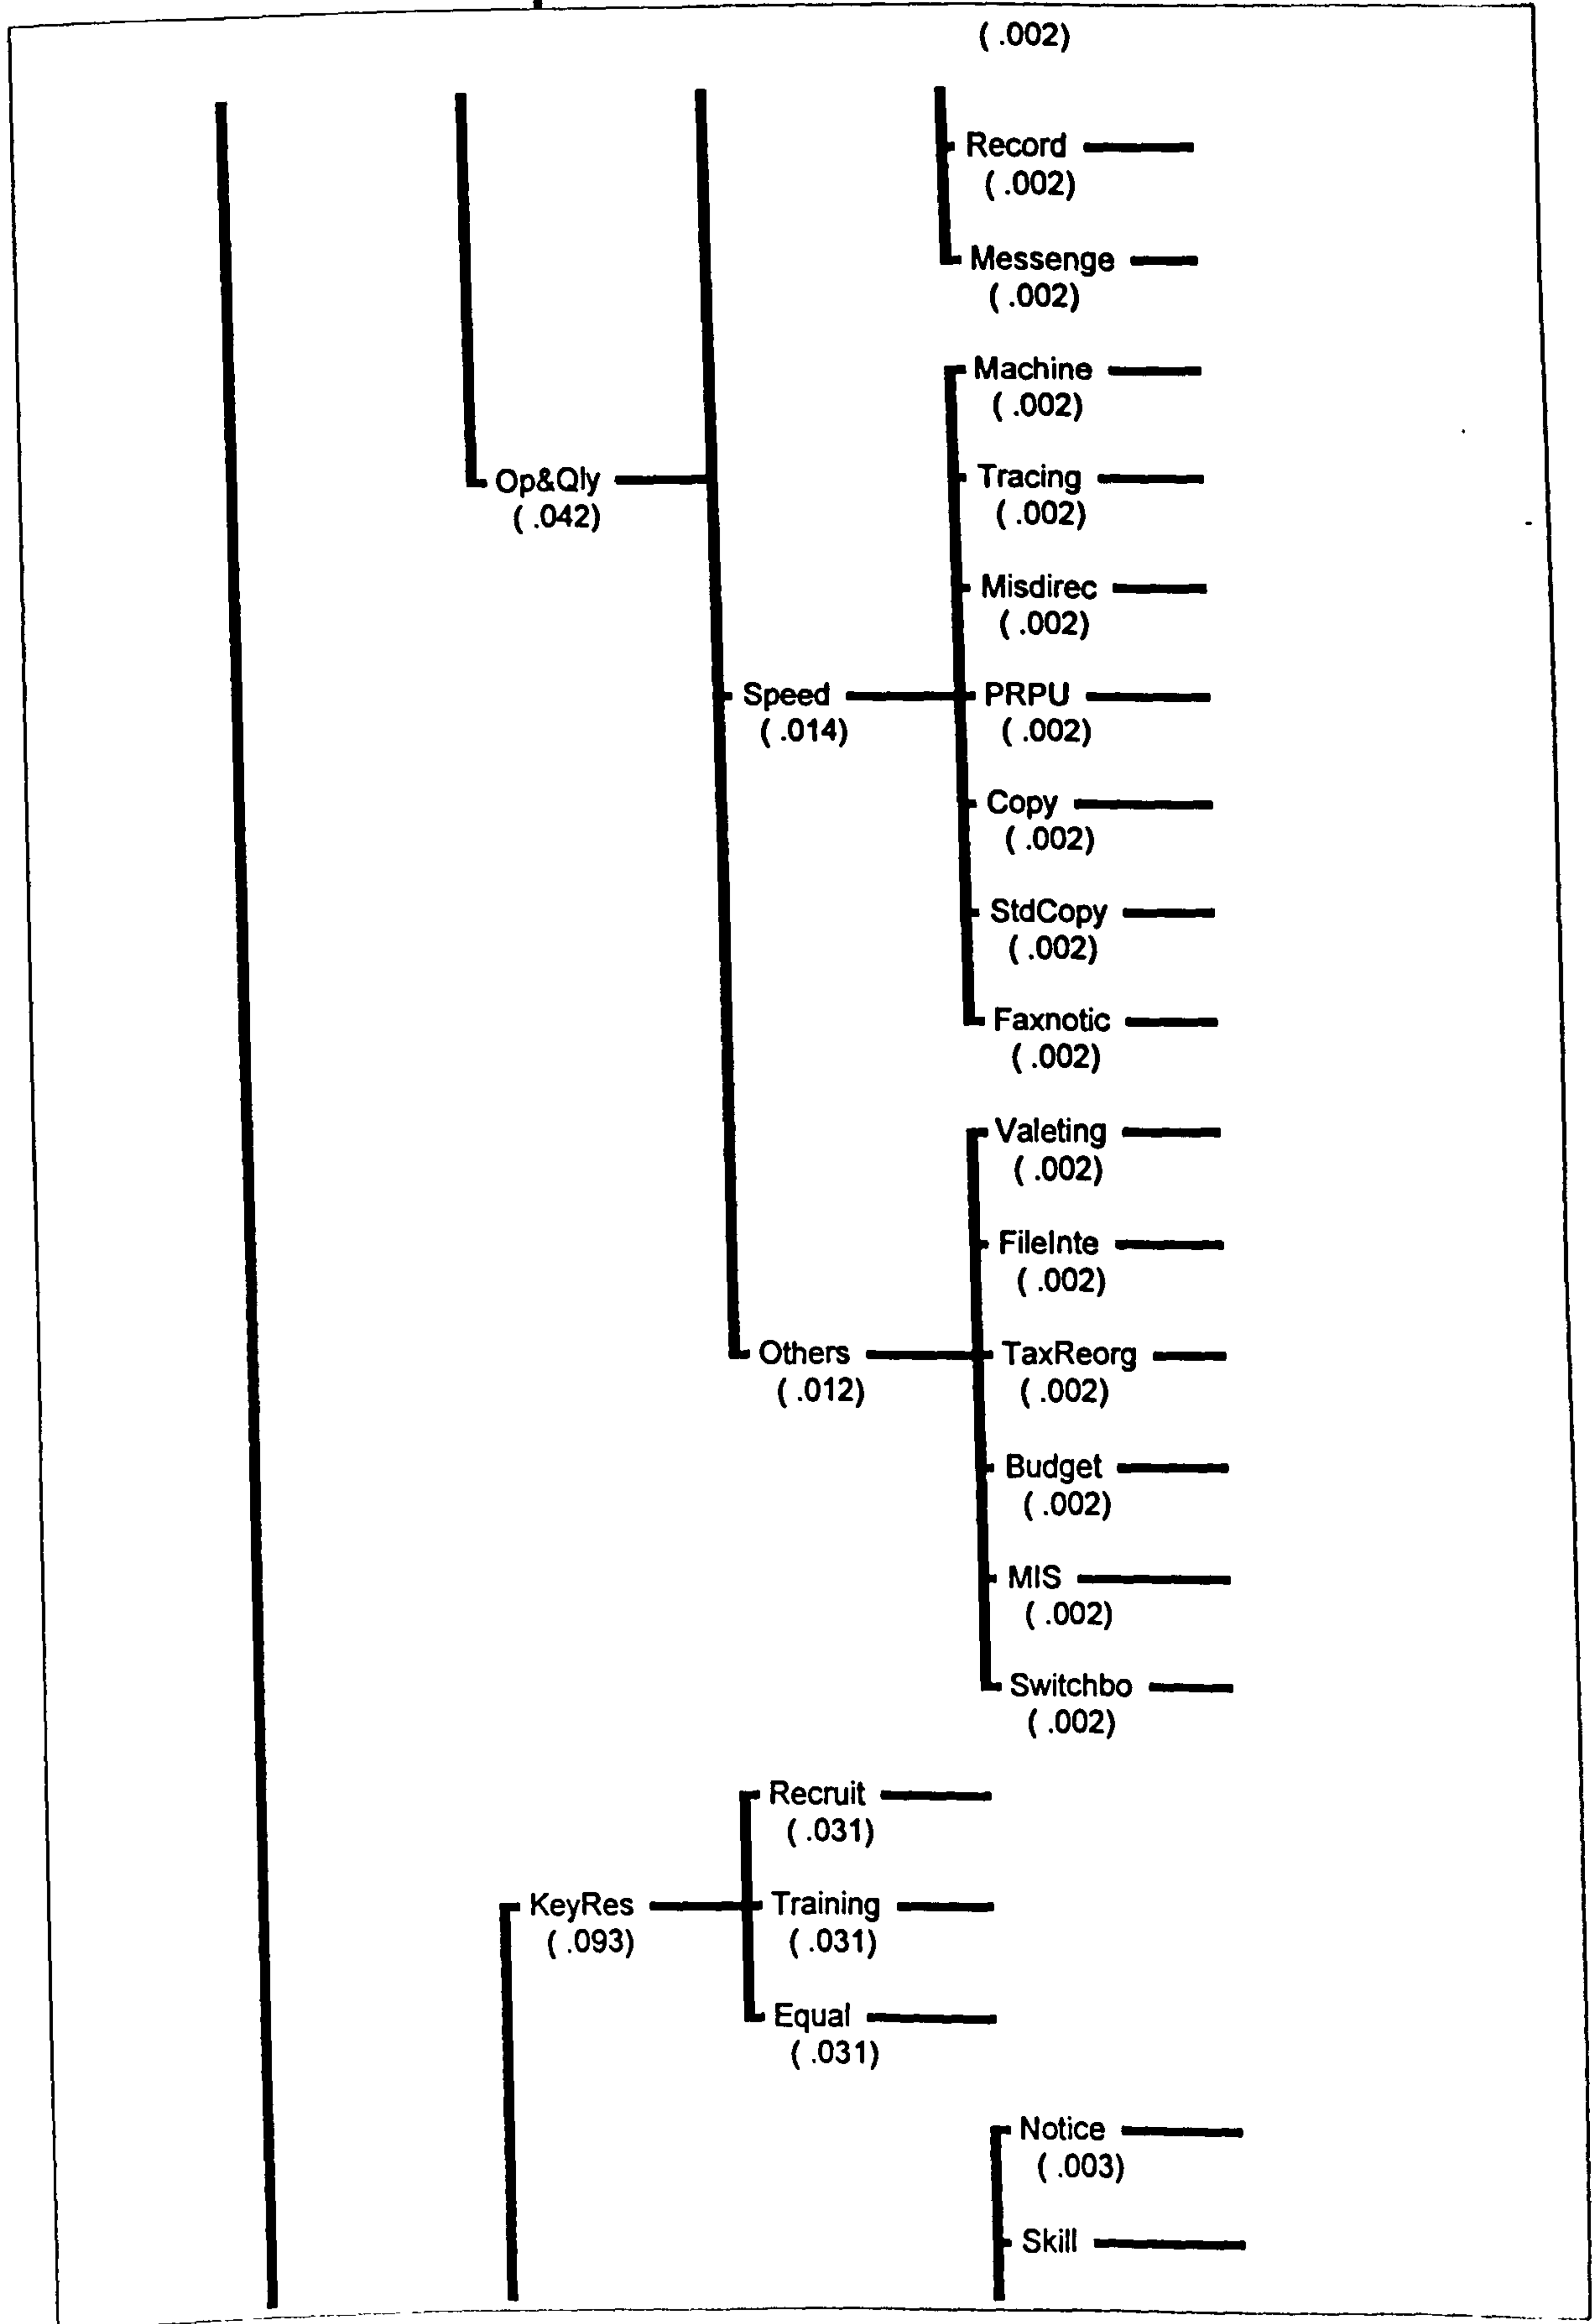 ( .002)
Record
( .002)
Messenge
( .002)
Machine
( .002)
Tracing
( .002)
Op&Qly
( .042)
Misdirec
( .002)
Speed
( .014)
PRPU
( .002)
Copy
( .002)
StdCopy
( .002)
Faxnotic
( .002)
Valeting
( .002)
FileInte
( .002)
Others
( .012)
TaxReorg
( .002)
Budget
( .002)
MIS
( .002)
Switchbo
( .002)
Recruit
( .031)
KeyRes
( .093)
Training
( .031)
Equal
( .031)
Notice
( .003)
Skill